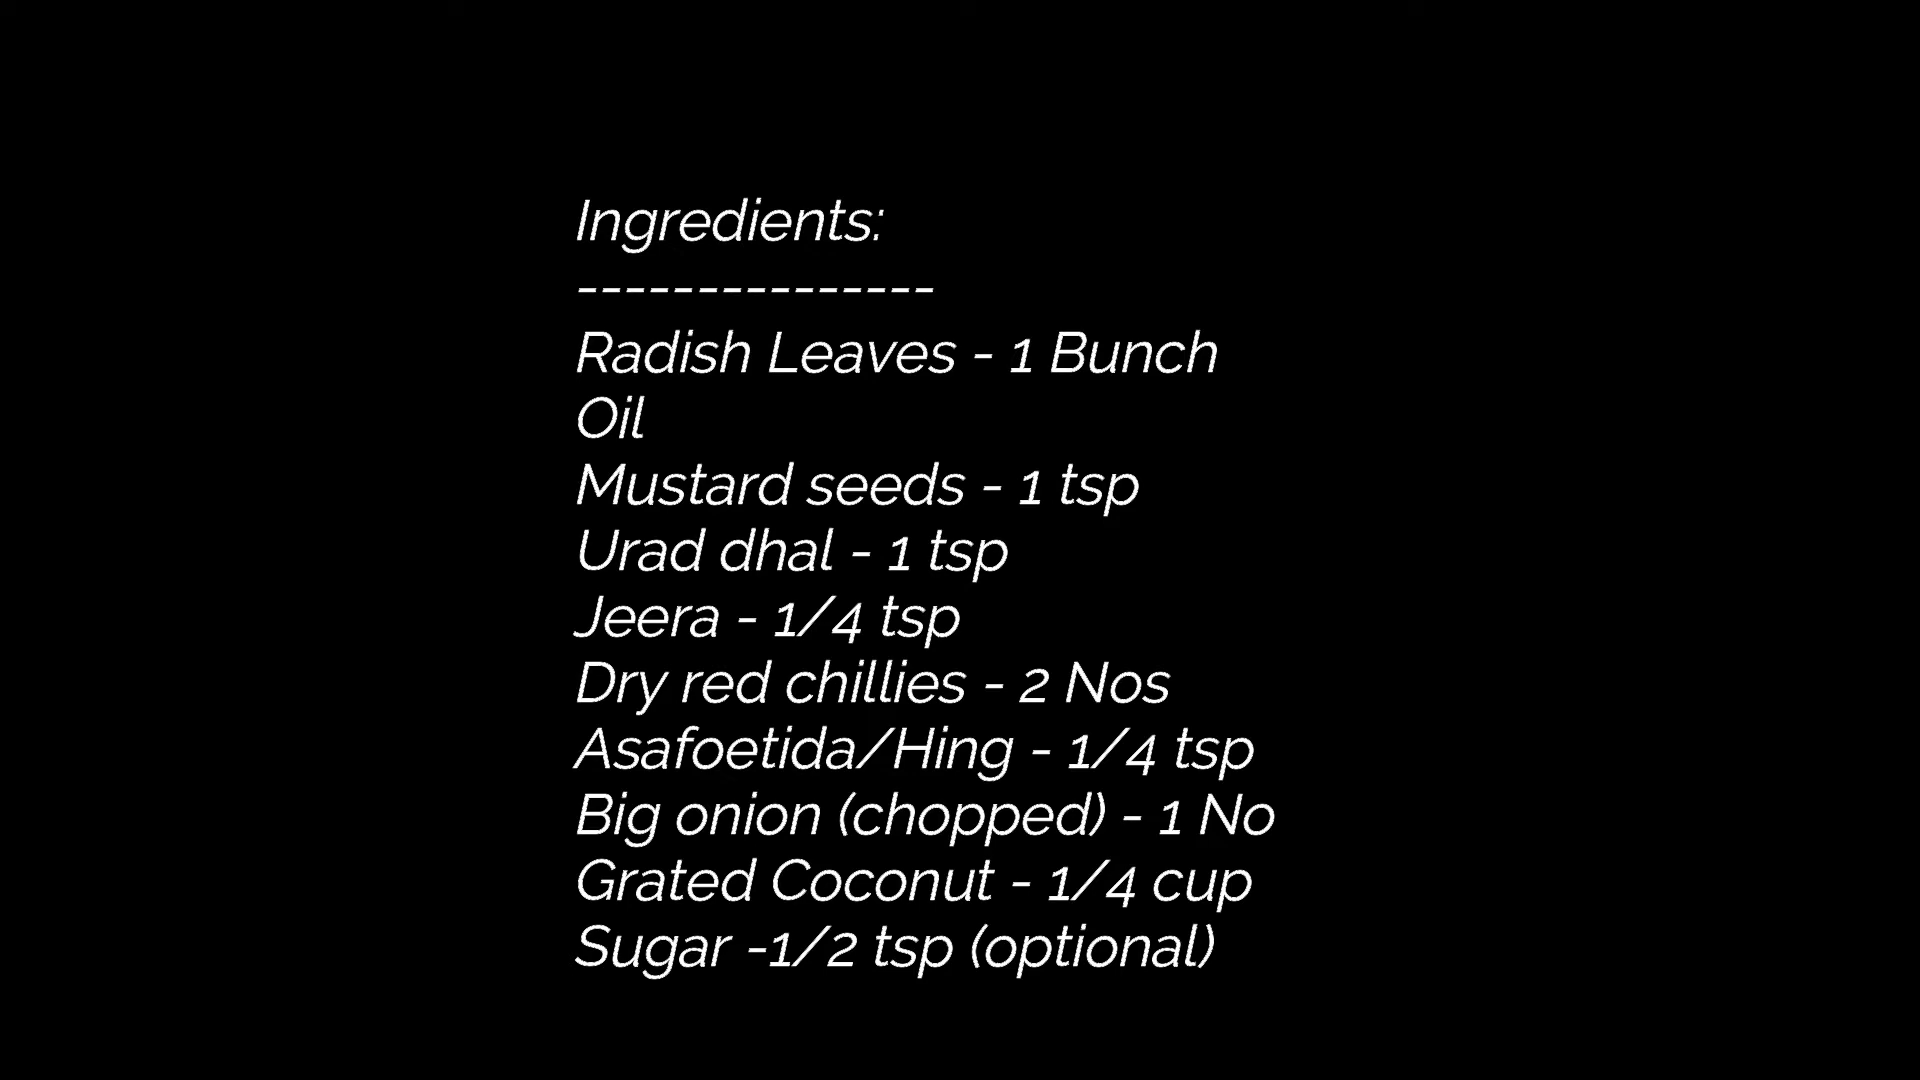 Ingredients:
---------------
Radish Leaves - 1 Bunch
Oil
Mustard seeds - 1 tsp
Urad dhal - 1 tsp
Jeera - 1/4 tsp
Dry red chillies - 2 Nos
Asafoetida/Hing - 1/4 tsp
Big onion (chopped) - 1 No
Grated Coconut - 1/4 cup
Sugar -1/2 tsp (optional)